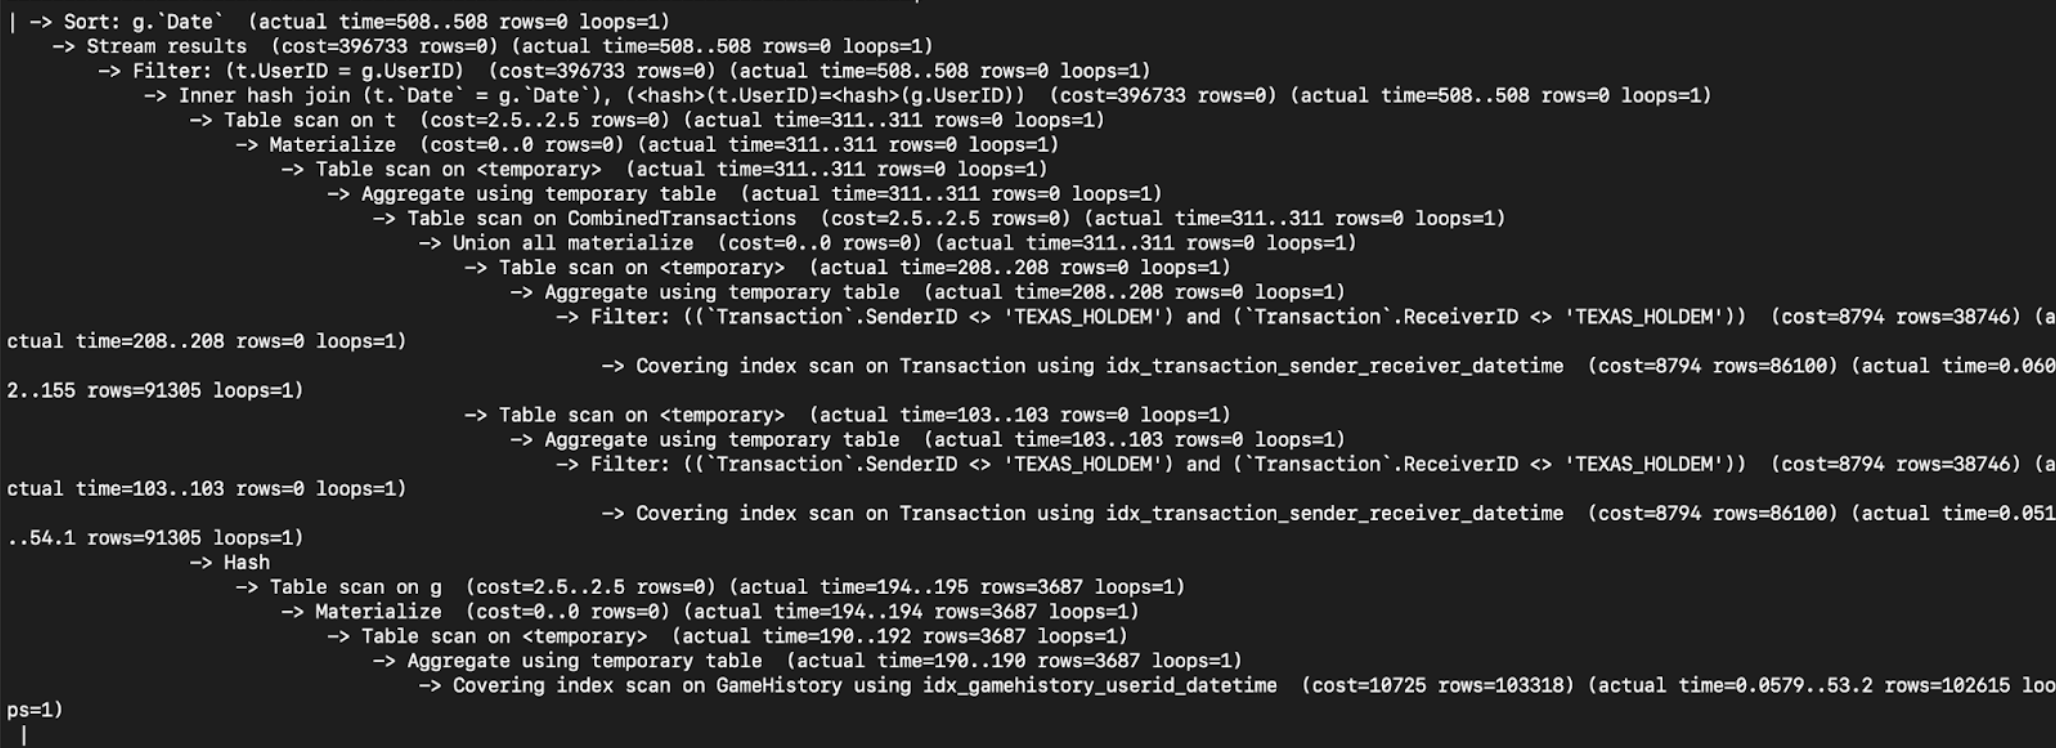 | -> Sort: g.`Date`  (actual time=508..508 rows=0 loops=1)
    -> Stream results  (cost=396733 rows=0) (actual time=508..508 rows=0 loops=1)
        -> Filter: (t.UserID = g.UserID)  (cost=396733 rows=0) (actual time=508..508 rows=0 loops=1)
            -> Inner hash join (t.`Date` = g.`Date`), (<hash>(t.UserID)=<hash>(g.UserID))  (cost=396733 rows=0) (actual time=508..508 rows=0 loops=1)
                -> Table scan on t  (cost=2.5..2.5 rows=0) (actual time=311..311 rows=0 loops=1)
                    -> Materialize  (cost=0..0 rows=0) (actual time=311..311 rows=0 loops=1)
                        -> Table scan on <temporary>  (actual time=311..311 rows=0 loops=1)
                            -> Aggregate using temporary table  (actual time=311..311 rows=0 loops=1)
                                -> Table scan on CombinedTransactions  (cost=2.5..2.5 rows=0) (actual time=311..311 rows=0 loops=1)
                                    -> Union all materialize  (cost=0..0 rows=0) (actual time=311..311 rows=0 loops=1)
                                        -> Table scan on <temporary>  (actual time=208..208 rows=0 loops=1)
                                            -> Aggregate using temporary table  (actual time=208..208 rows=0 loops=1)
                                                -> Filter: ((`Transaction`.SenderID <> 'TEXAS_HOLDEM') and (`Transaction`.ReceiverID <> 'TEXAS_HOLDEM'))  (cost=8794 rows=38746) (a
ctual time=208..208 rows=0 loops=1)
                                                    -> Covering index scan on Transaction using idx_transaction_sender_receiver_datetime  (cost=8794 rows=86100) (actual time=0.060
2..155 rows=91305 loops=1)
                                        -> Table scan on <temporary>  (actual time=103..103 rows=0 loops=1)
                                            -> Aggregate using temporary table  (actual time=103..103 rows=0 loops=1)
                                                -> Filter: ((`Transaction`.SenderID <> 'TEXAS_HOLDEM') and (`Transaction`.ReceiverID <> 'TEXAS_HOLDEM'))  (cost=8794 rows=38746) (a
ctual time=103..103 rows=0 loops=1)
                                                    -> Covering index scan on Transaction using idx_transaction_sender_receiver_datetime  (cost=8794 rows=86100) (actual time=0.051
..54.1 rows=91305 loops=1)
                -> Hash
                    -> Table scan on g  (cost=2.5..2.5 rows=0) (actual time=194..195 rows=3687 loops=1)
                        -> Materialize  (cost=0..0 rows=0) (actual time=194..194 rows=3687 loops=1)
                            -> Table scan on <temporary>  (actual time=190..192 rows=3687 loops=1)
                                -> Aggregate using temporary table  (actual time=190..190 rows=3687 loops=1)
                                    -> Covering index scan on GameHistory using idx_gamehistory_userid_datetime  (cost=10725 rows=103318) (actual time=0.0579..53.2 rows=102615 loo
ps=1)
 |